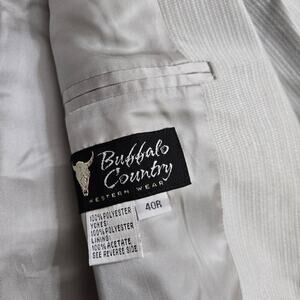 Buffalo
Country
WESTERN WEAR
40R
100% POLYESTER
YOKES:
100% POLYESTER
LINING:
100% ACETATE
SEE REVERSE SIDE